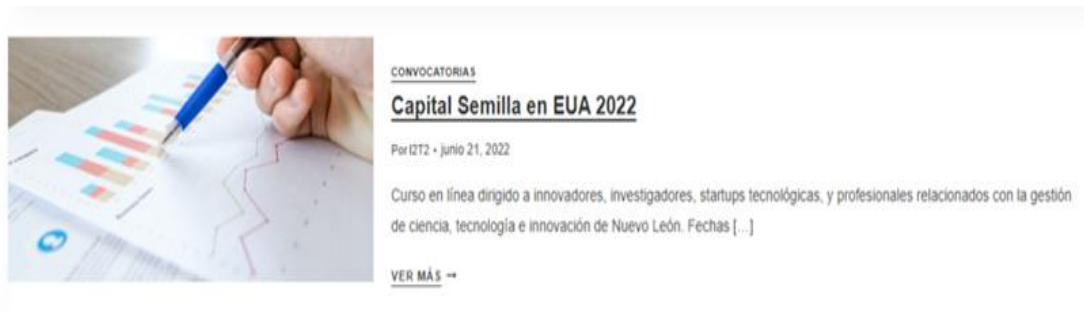 CONVOCATORIAS
Capital Semilla en EUA 2022
Por I2T2 • junio 21, 2022
Curso en línea dirigido a innovadores, investigadores, startups tecnológicas, y profesionales relacionados con la gestión
de ciencia, tecnología e innovación de Nuevo León. Fechas [...]
VER MÁS →